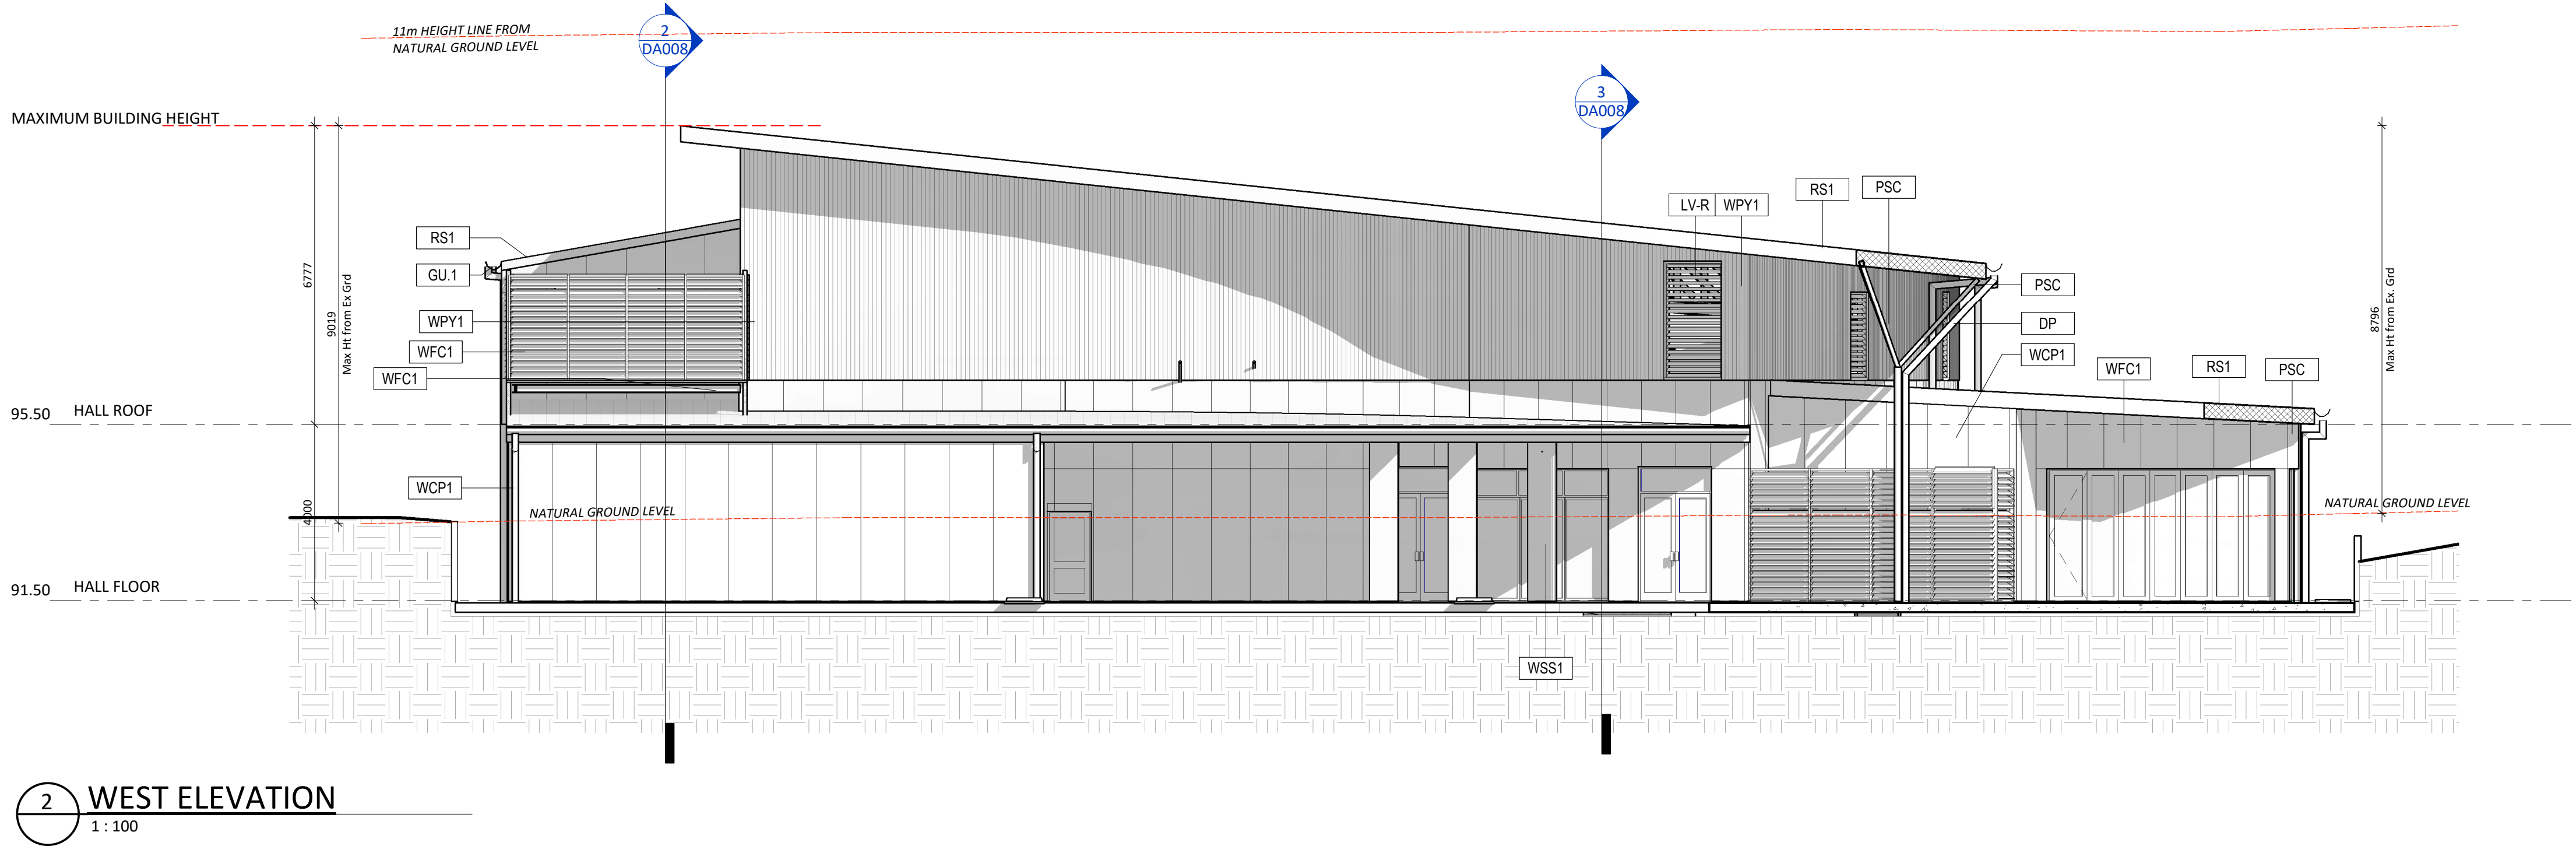 11m HEIGHT LINE FROM
NATURAL GROUND LEVEL
2
DA008
3
DA008
MAXIMUM BUILDING HEIGHT
RS1
GU.1
WPY1
WFC1
WFC1
6777
9019
Max Ht from Ex Grd
LV-R
WPY1
RS1
PSC
PSC
DP
WCP1
WFC1
RS1
PSC
8796
Max Ht from Ex. Grd
95.50
HALL ROOF
WCP1
4000
NATURAL GROUND LEVEL
NATURAL GROUND LEVEL
91.50
HALL FLOOR
WSS1
2
WEST ELEVATION
1 : 100